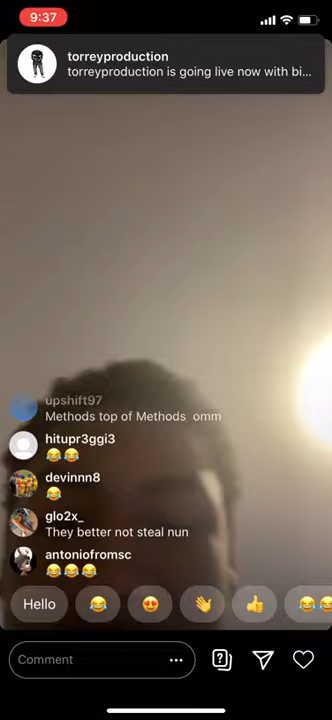 9:37
torreyproduction
torreyproduction is going live now with bi...
upshift97
Methods top of Methods omm
hitupr3ggi3
😂😂
devinnn8
😂
glo2x_
They better not steal nun
antoniofromsc
😂😂😂
Hello 😂 😍 👋 👍 😂😂
Comment